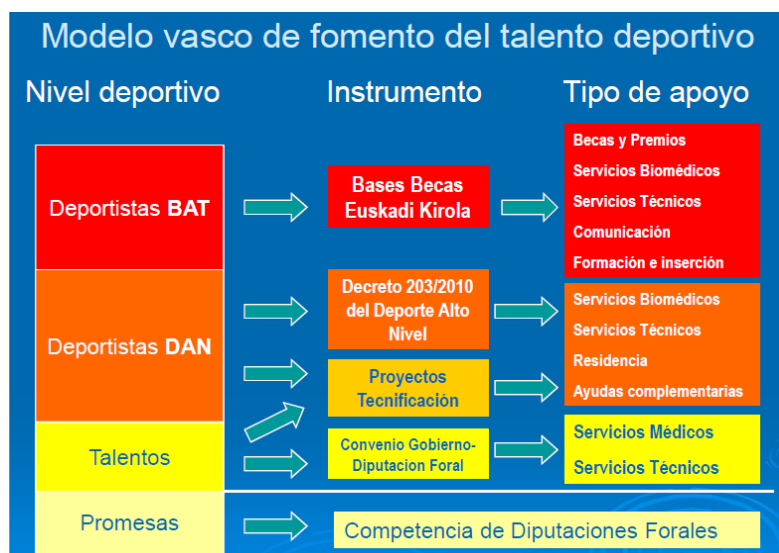 Modelo vasco de fomento del talento deportivo
Nivel deportivo
Instrumento
Tipo de apoyo
Deportistas BAT
Bases Becas
Euskadi Kirola
Becas y Premios
Servicios Biomédicos
Servicios Técnicos
Comunicación
Formación e inserción
Deportistas DAN
Decreto 203/2010
del Deporte Alto
Nivel
Proyectos
Tecnificación
Servicios Biomédicos
Servicios Técnicos
Residencia
Ayudas complementarias
Talentos
Convenio Gobierno-
Diputacion Foral
Servicios Médicos
Servicios Técnicos
Promesas
Competencia de Diputaciones Forales